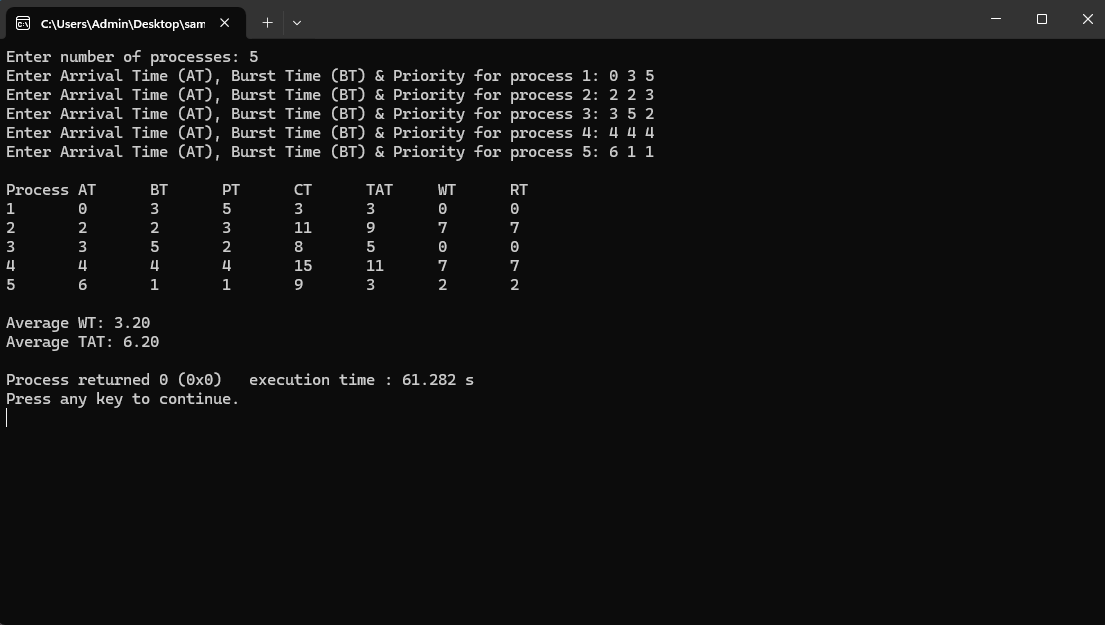 C:\Users\Admin\Desktop\sam
Enter number of processes: 5
Enter Arrival Time (AT), Burst Time (BT) & Priority for process 1: 0 3 5
Enter Arrival Time (AT), Burst Time (BT) & Priority for process 2: 2 2 3
Enter Arrival Time (AT), Burst Time (BT) & Priority for process 3: 3 5 2
Enter Arrival Time (AT), Burst Time (BT) & Priority for process 4: 4 4 4
Enter Arrival Time (AT), Burst Time (BT) & Priority for process 5: 6 1 1
Process AT BT PT CT TAT WT RT
1 0 3 5 3 3 0 0
2 2 2 3 11 9 7 7
3 3 5 2 8 5 0 0
4 4 4 4 15 11 7 7
5 6 1 1 9 3 2 2
Average WT: 3.20
Average TAT: 6.20
Process returned 0 (0x0) execution time : 61.282 s
Press any key to continue.